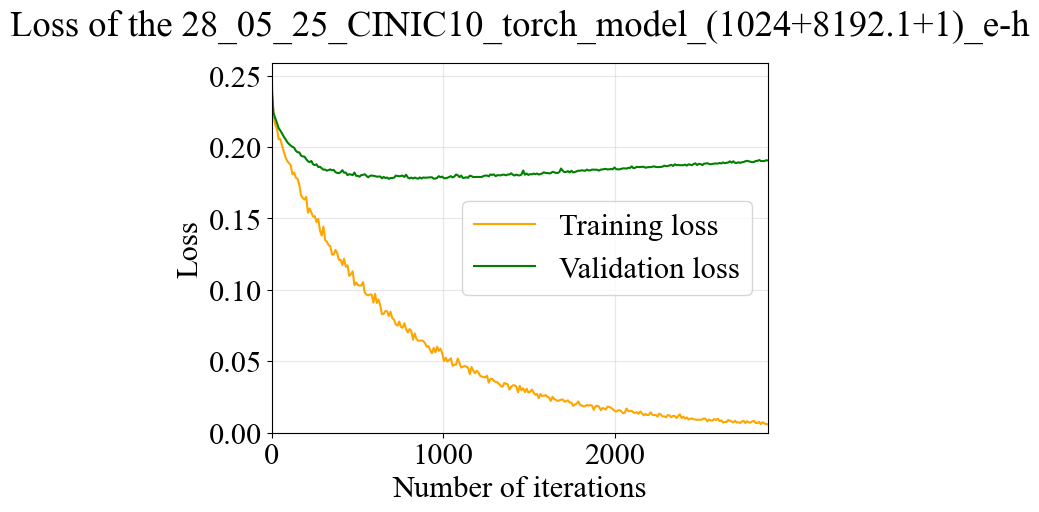 Loss of the 28_05_25_CINIC10_torch_model_(1024+8192.1+1)_e-h
0.25
0.20
0.15
0.10
0.05
0.00
Loss
Training loss
Validation loss
0 1000 2000
Number of iterations